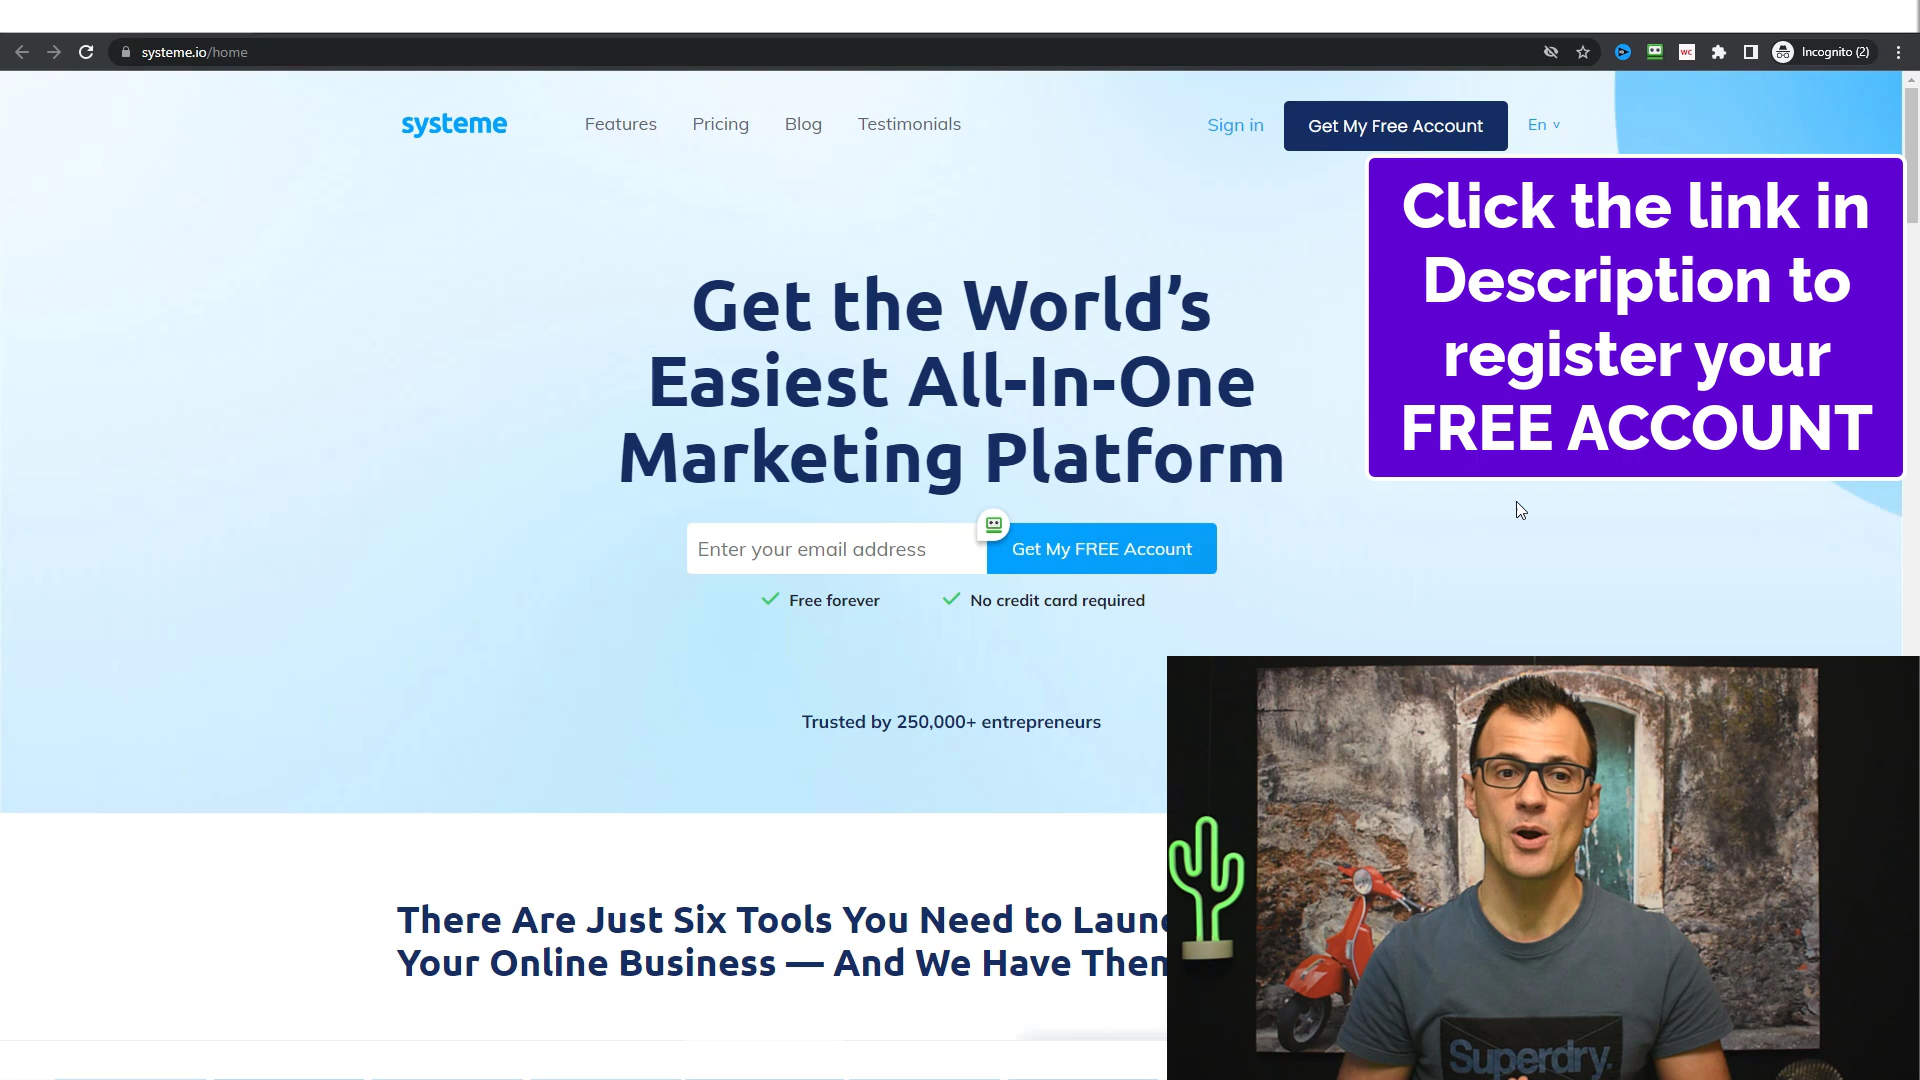 systeme.io/home
Incognito (2)
systeme
Features
Pricing
Blog
Testimonials
Sign in
Get My Free Account
En
Click the link in
Description to
register your
FREE ACCOUNT
Get the World’s
Easiest All-In-One
Marketing Platform
Enter your email address
Get My FREE Account
Free forever
No credit card required
Trusted by 250,000+ entrepreneurs
There Are Just Six Tools You Need to
Your Online Business — And We Have
Superdry.